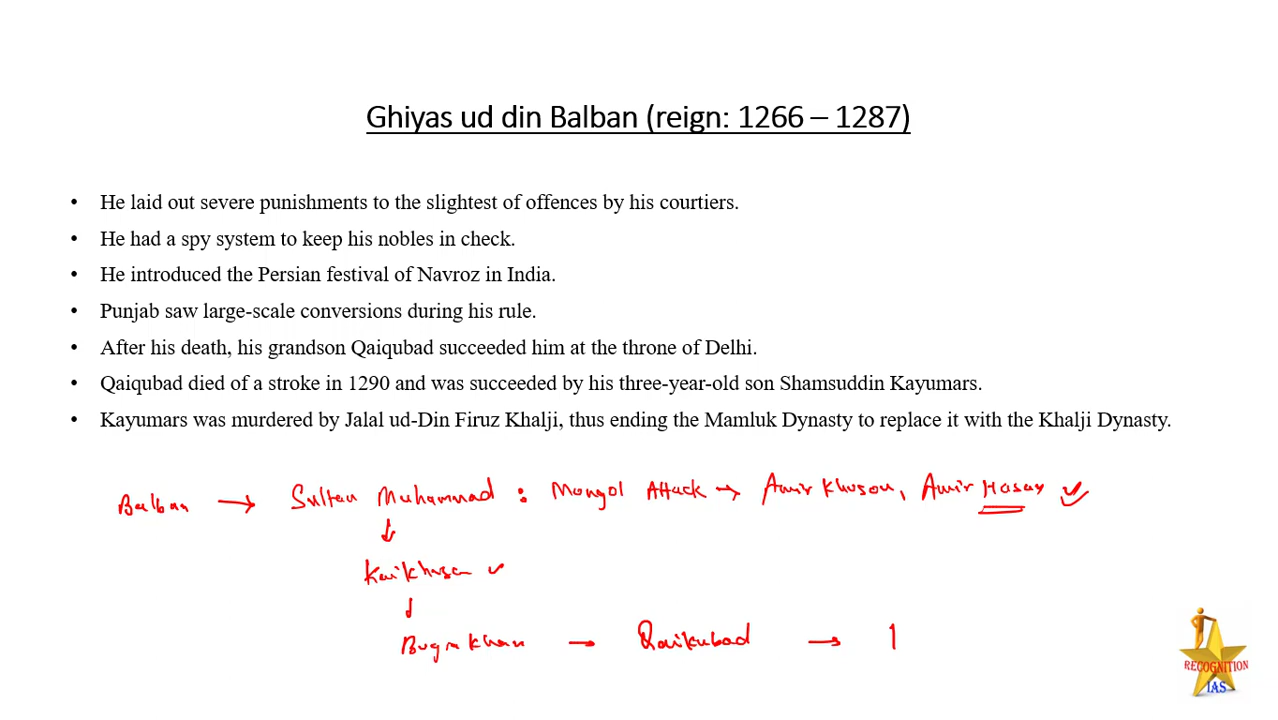 Ghiyas ud din Balban (reign: 1266 – 1287)
• He laid out severe punishments to the slightest of offences by his courtiers.
• He had a spy system to keep his nobles in check.
• He introduced the Persian festival of Navroz in India.
• Punjab saw large-scale conversions during his rule.
• After his death, his grandson Qaiqubad succeeded him at the throne of Delhi.
• Qaiqubad died of a stroke in 1290 and was succeeded by his three-year-old son Shamsuddin Kayumars.
• Kayumars was murdered by Jalal ud-Din Firuz Khalji, thus ending the Mamluk Dynasty to replace it with the Khalji Dynasty.
Balban → Sultan Muhammad : Mongol Attack → Amir Khusou, Amir Hasan ✓
↓
Kaikhusa ✓
↓
Bugra Khan → Qaikubad → 1
RECOGNITION
IAS